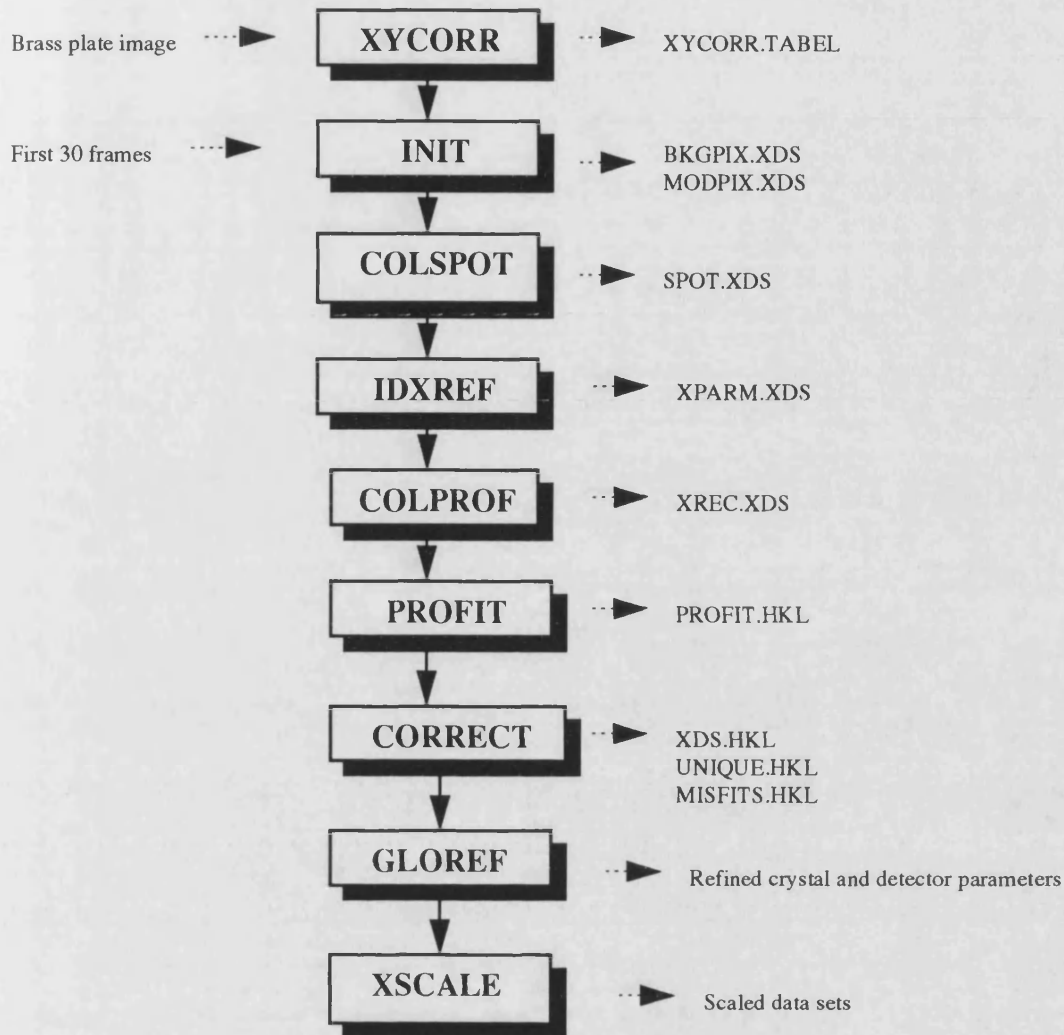 Brass plate image
XYCORR
XYCORR.TABEL
First 30 frames
INIT
BKGPIX.XDS
MODPIX.XDS
COLSPOT
SPOT.XDS
IDXREF
XPARM.XDS
COLPROF
XREC.XDS
PROFIT
PROFIT.HKL
CORRECT
XDS.HKL
UNIQUE.HKL
MISFITS.HKL
GLOREF
Refined crystal and detector parameters
XSCALE
Scaled data sets